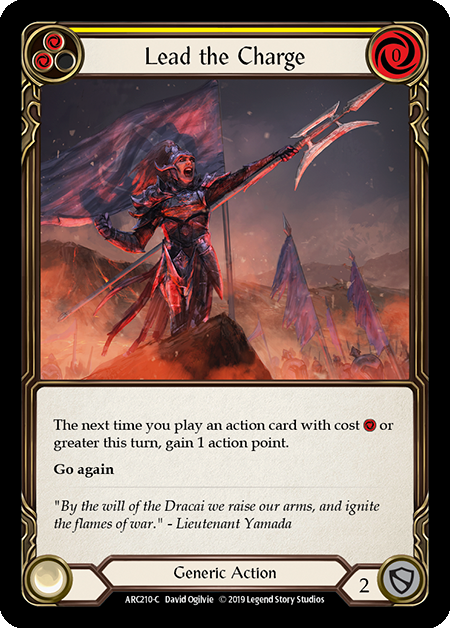 Lead the Charge
0
The next time you play an action card with cost or
greater this turn, gain 1 action point.
Go again
"By the will of the Dracai we raise our arms, and ignite
the flames of war." - Lieutenant Yamada
Generic Action
2
ARC210-C David Ogilvie © 2019 Legend Story Studios